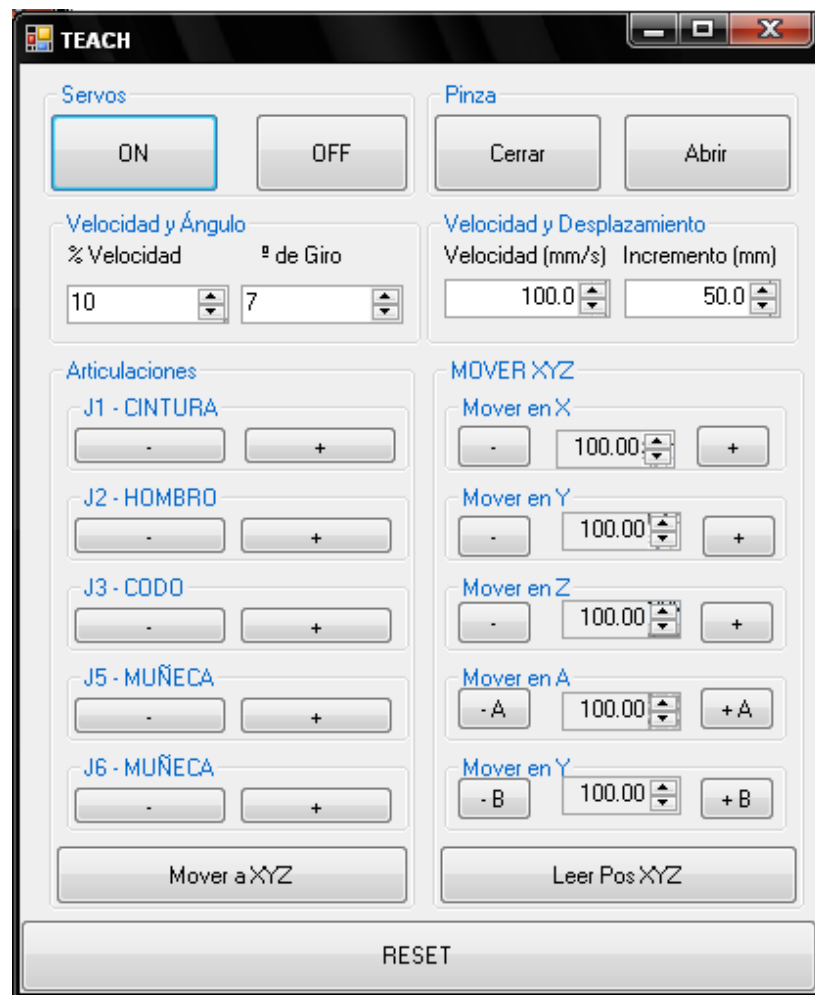 TEACH
Servos
ON OFF
Pinza
Cerrar Abrir
Velocidad y Ángulo
% Velocidad º de Giro
10 7
Velocidad y Desplazamiento
Velocidad (mm/s) Incremento (mm)
100.0 50.0
Articulaciones
J1 - CINTURA
- +
J2 - HOMBRO
- +
J3 - CODO
- +
J5 - MUÑECA
- +
J6 - MUÑECA
- +
Mover a XYZ
MOVER XYZ
Mover en X
- 100.00 +
Mover en Y
- 100.00 +
Mover en Z
- 100.00 +
Mover en A
- A 100.00 + A
Mover en Y
- B 100.00 + B
Leer Pos XYZ
RESET